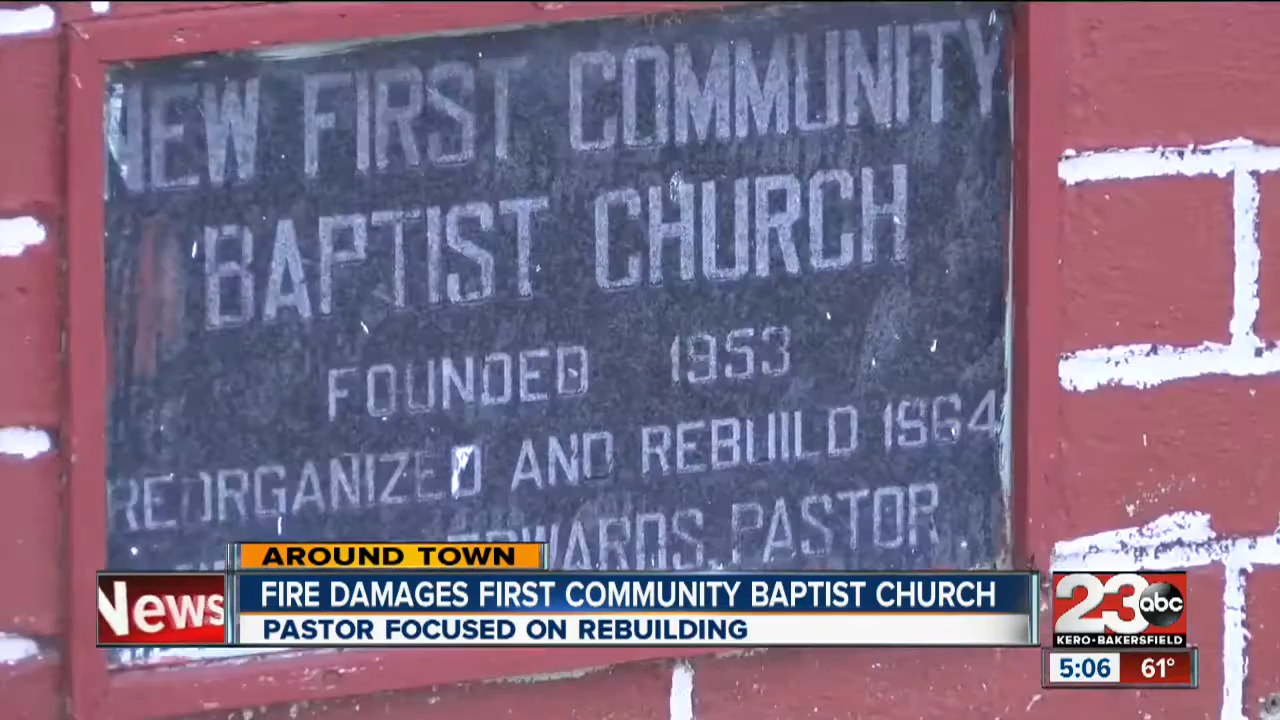 NEW FIRST COMMUNITY
BAPTIST CHURCH
FOUNDED 1953
REORGANIZED AND REBUILD 1964
EDWARDS, PASTOR
AROUND TOWN
News
FIRE DAMAGES FIRST COMMUNITY BAPTIST CHURCH
PASTOR FOCUSED ON REBUILDING
23 abc
KERO-BAKERSFIELD
5:06 61°